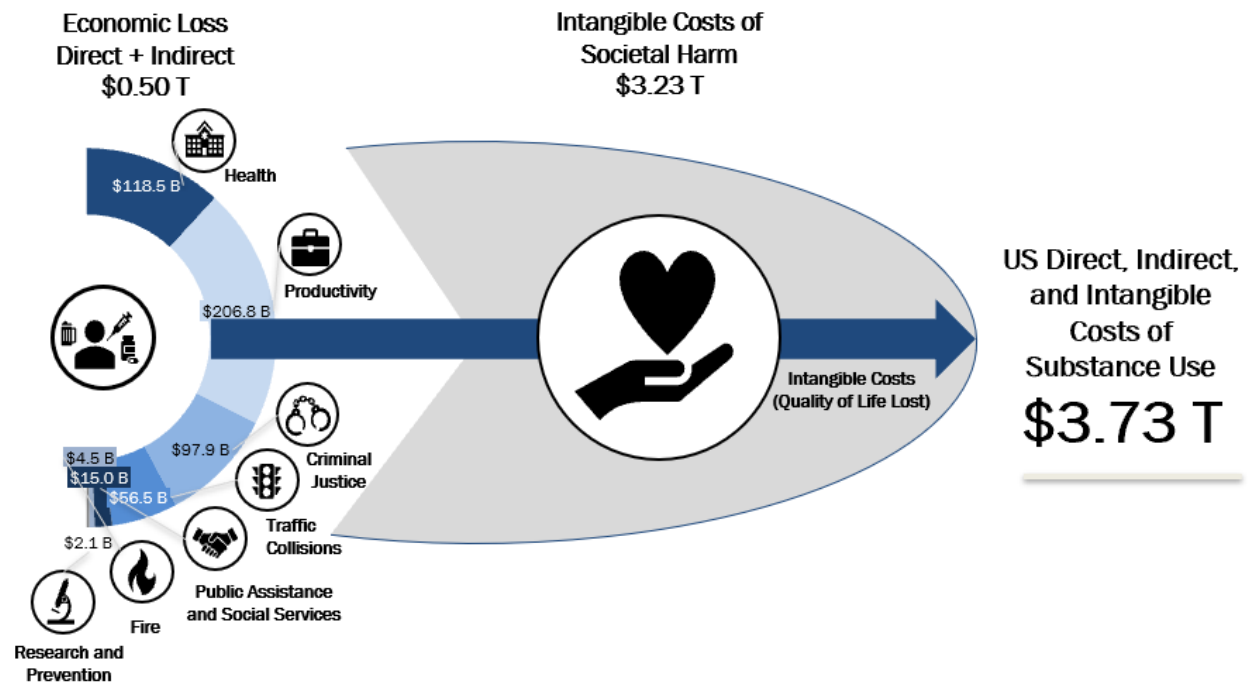 Economic Loss
Direct + Indirect
$0.50 T
Intangible Costs of
Societal Harm
$3.23 T
$118.5 B
Health
$206.8 B
Productivity
$97.9 B
Criminal
Justice
$56.5 B
Traffic
Collisions
$15.0 B
Public Assistance
and Social Services
$4.5 B
Fire
$2.1 B
Research and
Prevention
Intangible Costs
(Quality of Life Lost)
US Direct, Indirect,
and Intangible
Costs of
Substance Use
$3.73 T